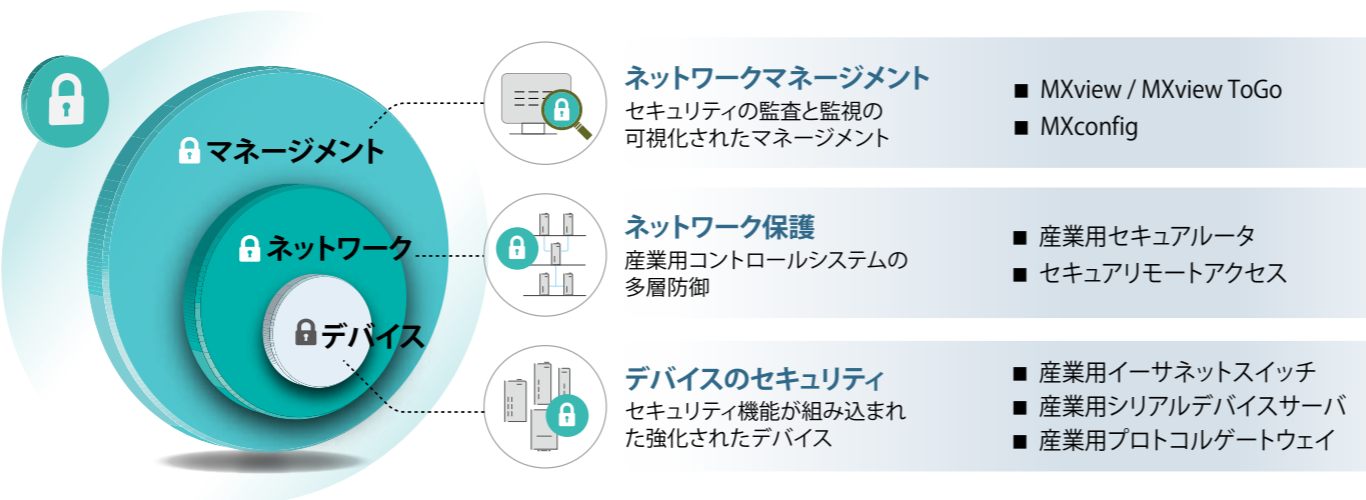 マネージメント
ネットワーク
デバイス
ネットワークマネージメント
セキュリティの監査と監視の
可視化されたマネージメント
■ MXview / MXview ToGo
■ MXconfig
ネットワーク保護
産業用コントロールシステムの
多層防御
■ 産業用セキュアルータ
■ セキュアリモートアクセス
デバイスのセキュリティ
セキュリティ機能が組み込まれ
た強化されたデバイス
■ 産業用イーサネットスイッチ
■ 産業用シリアルデバイスサーバ
■ 産業用プロトコルゲートウェイ